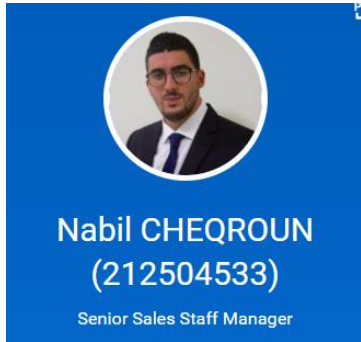 Nabil CHEQROUN
(212504533)
Senior Sales Staff Manager